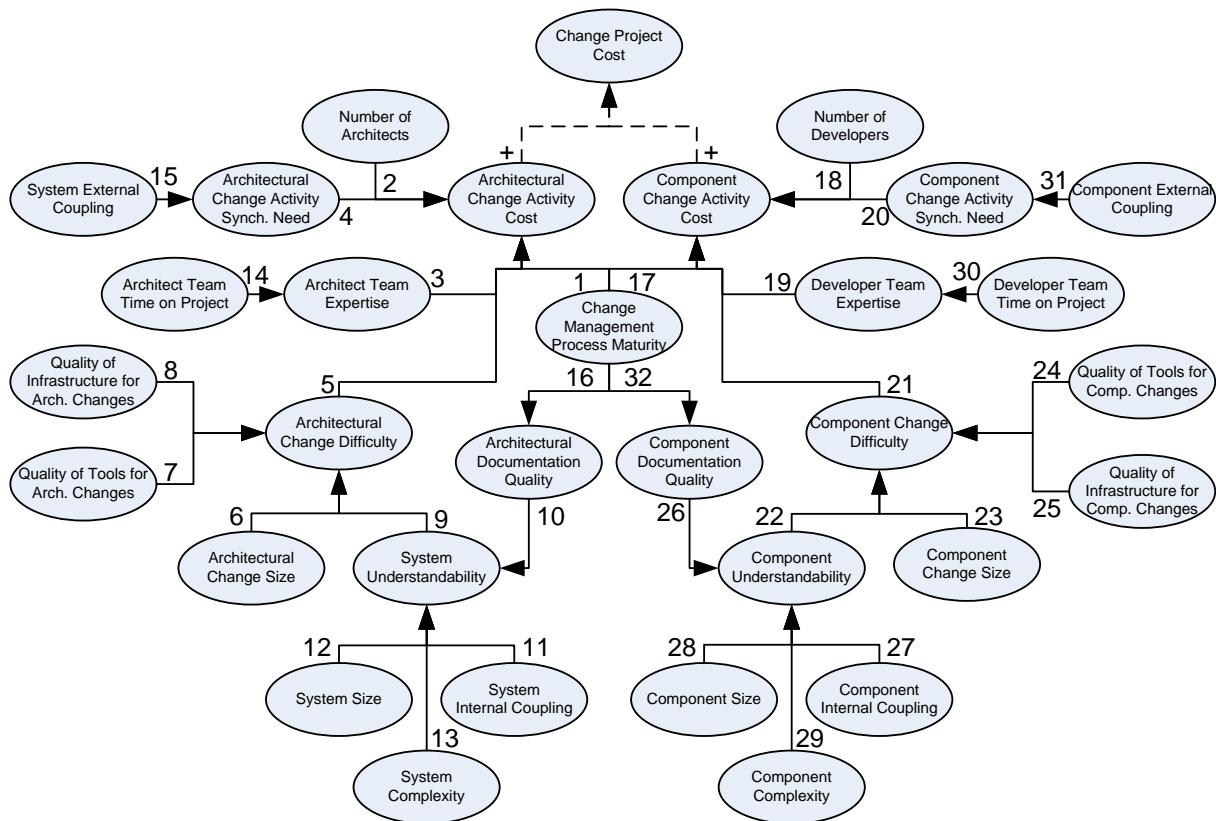 Change Project
Cost
Number of
Architects
Number of
Developers
+
+
System External
Coupling
15
Architectural
Change Activity
Synch. Need
4
2
Architectural
Change Activity
Cost
Component
Change Activity
Cost
18
20
Component
Change Activity
Synch. Need
31
Component External
Coupling
Architect Team
Time on Project
14
Architect Team
Expertise
3
1
17
Change
Management
Process Maturity
16
32
19
Developer Team
Expertise
30
Developer Team
Time on Project
Quality of
Infrastructure for
Arch. Changes
8
Quality of Tools for
Arch. Changes
7
5
Architectural
Change Difficulty
Architectural
Documentation
Quality
10
Component
Documentation
Quality
26
21
Component Change
Difficulty
24
Quality of Tools for
Comp. Changes
25
Quality of
Infrastructure for
Comp. Changes
6
Architectural
Change Size
9
System
Understandability
22
Component
Understandability
23
Component
Change Size
12
System Size
11
System
Internal Coupling
13
System
Complexity
28
Component Size
27
Component
Internal Coupling
29
Component
Complexity